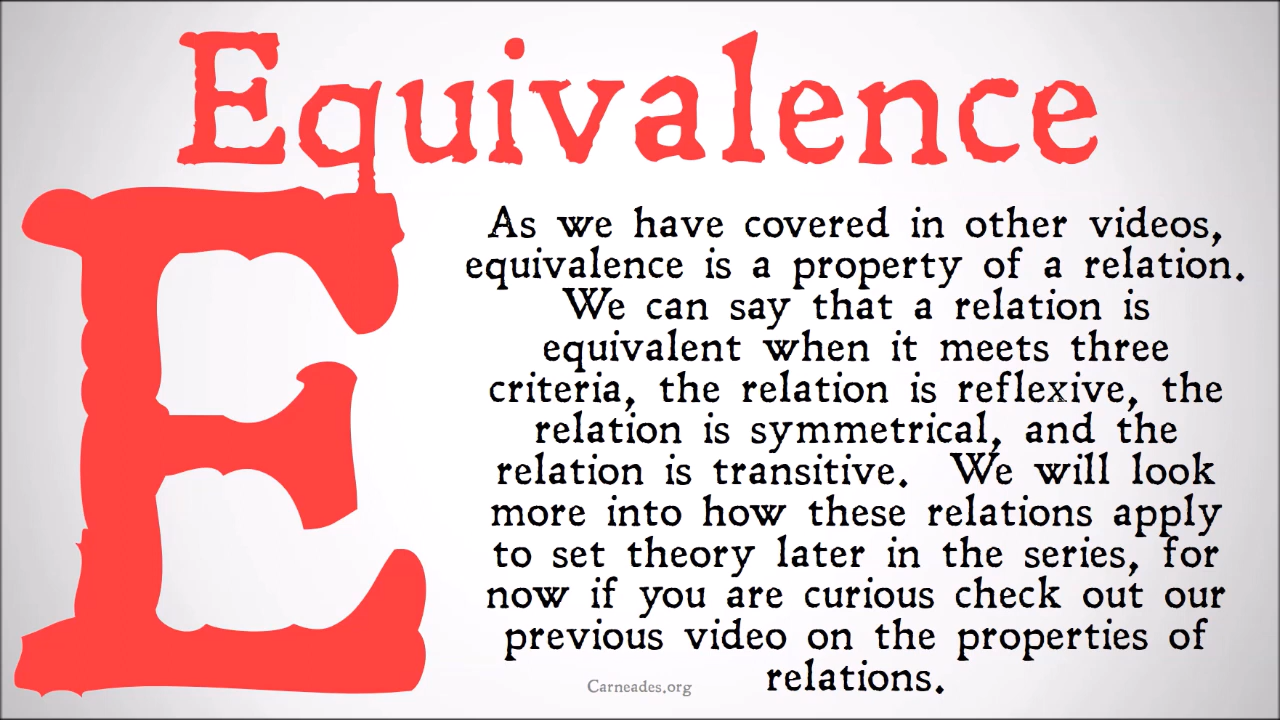 Equivalence
E
As we have covered in other videos,
equivalence is a property of a relation.
We can say that a relation is
equivalent when it meets three
criteria, the relation is reflexive, the
relation is symmetrical, and the
relation is transitive.  We will look
more into how these relations apply
to set theory later in the series, for
now if you are curious check out our
previous video on the properties of
relations.
Carneades.org